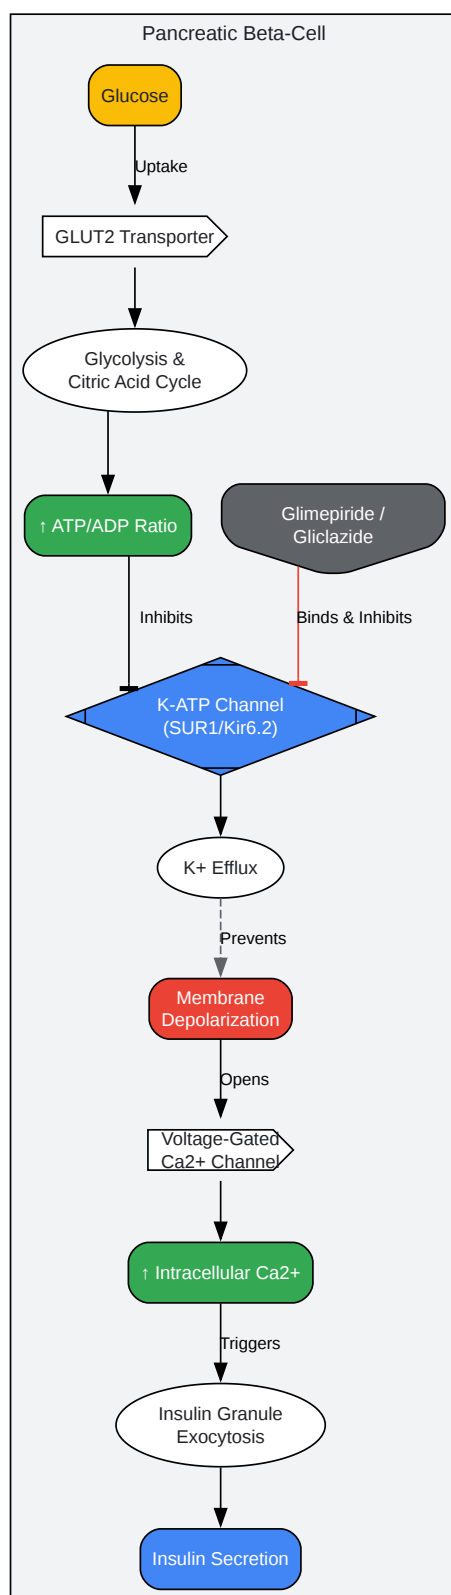 Pancreatic Beta-Cell
Glucose
Uptake
GLUT2 Transporter
Glycolysis &
Citric Acid Cycle
↑ ATP/ADP Ratio
Glimepiride /
Gliclazide
Inhibits
Binds & Inhibits
K-ATP Channel
(SUR1/Kir6.2)
K+ Efflux
Prevents
Membrane
Depolarization
Opens
Voltage-Gated
Ca2+ Channel
↑ Intracellular Ca2+
Triggers
Insulin Granule
Exocytosis
Insulin Secretion